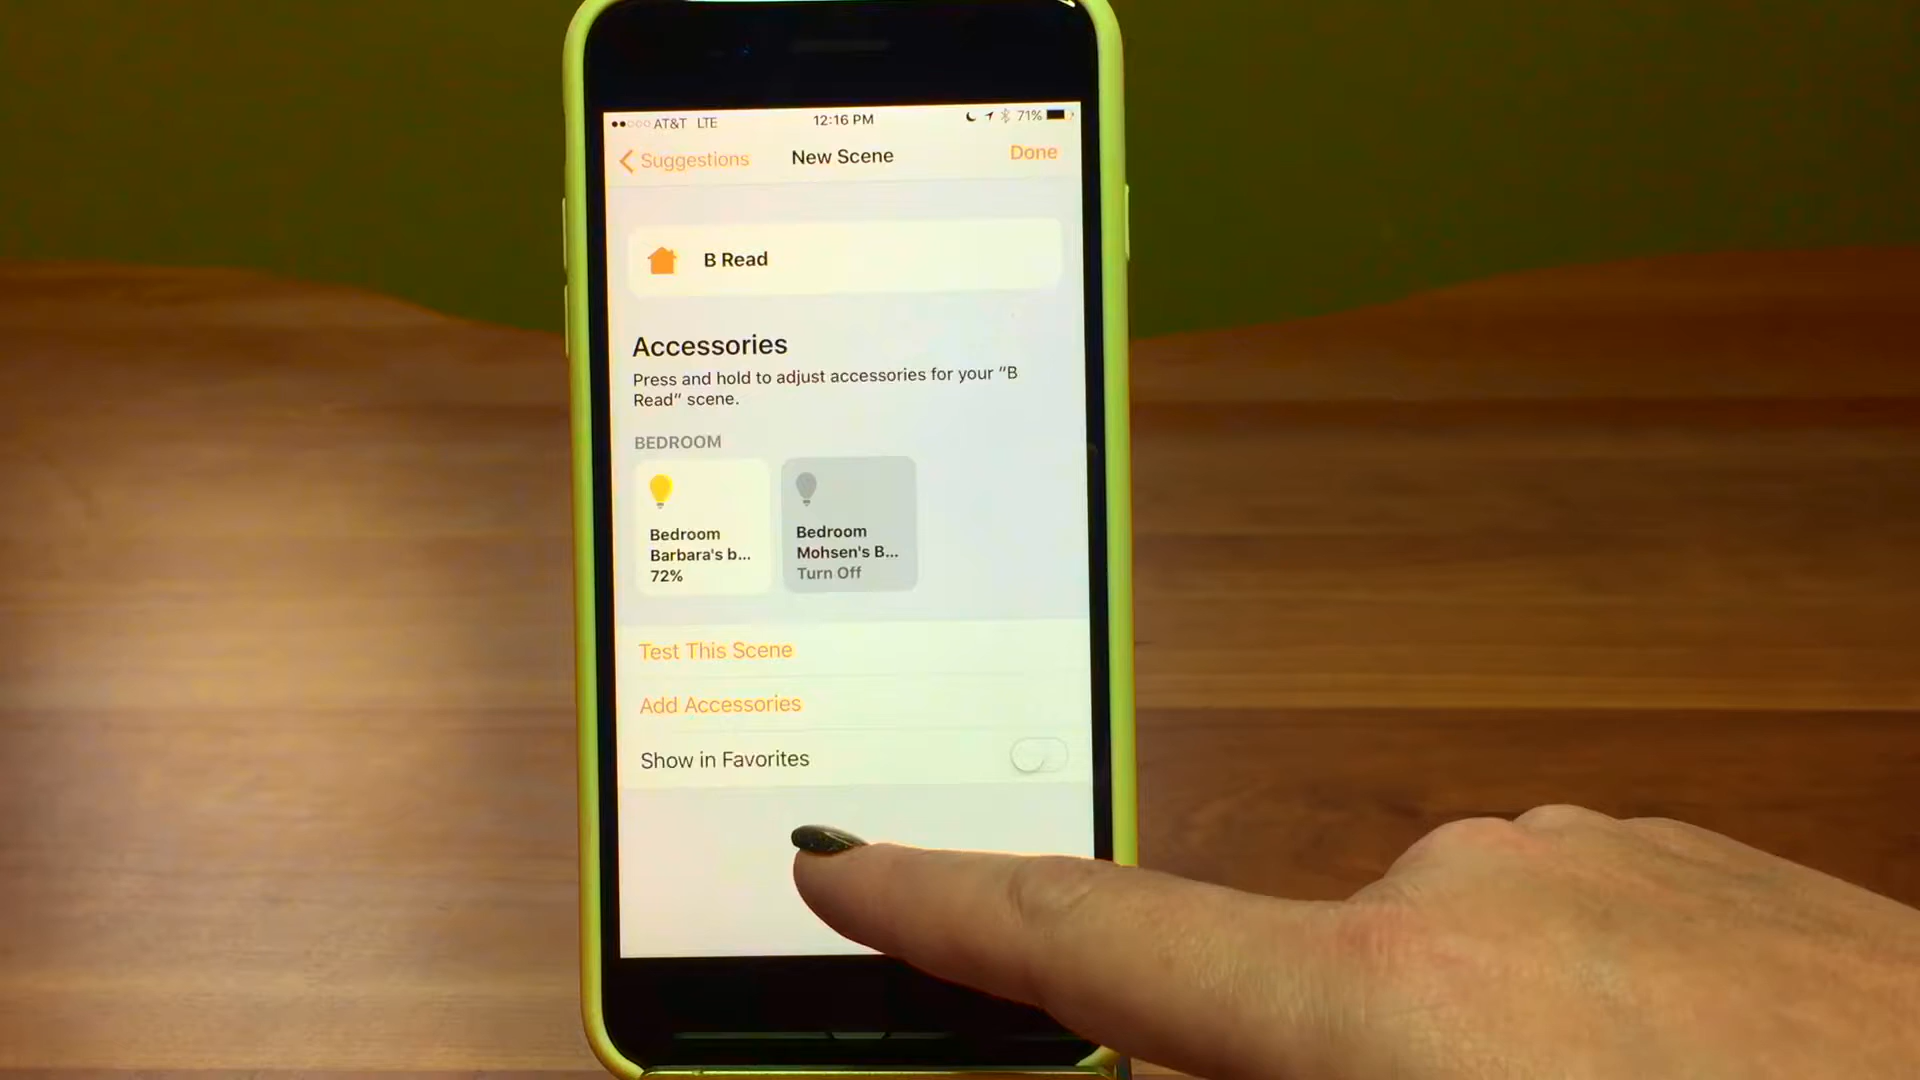 AT&T LTE 12:16 PM 71%
Suggestions New Scene Done
B Read
Accessories
Press and hold to adjust accessories for your “B
Read” scene.
BEDROOM
Bedroom
Barbara's b...
72%
Bedroom
Mohsen's B...
Turn Off
Test This Scene
Add Accessories
Show in Favorites